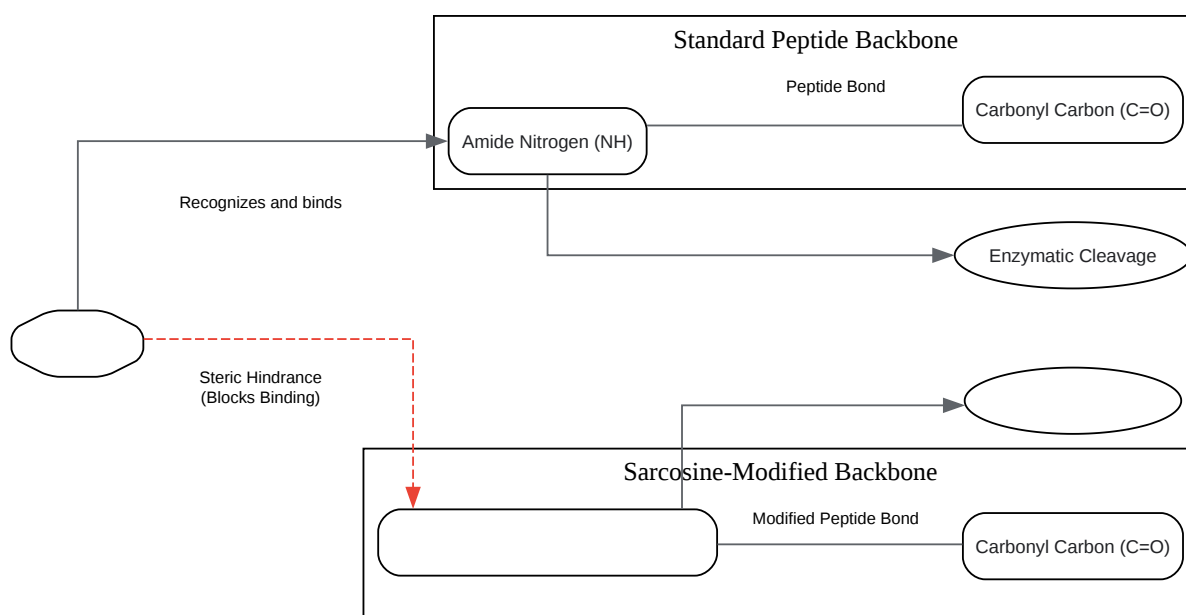 Standard Peptide Backbone
Peptide Bond
Carbonyl Carbon (C=O)
Amide Nitrogen (NH)
Recognizes and binds
Enzymatic Cleavage
Steric Hindrance
(Blocks Binding)
Sarcosine-Modified Backbone
Modified Peptide Bond
Carbonyl Carbon (C=O)